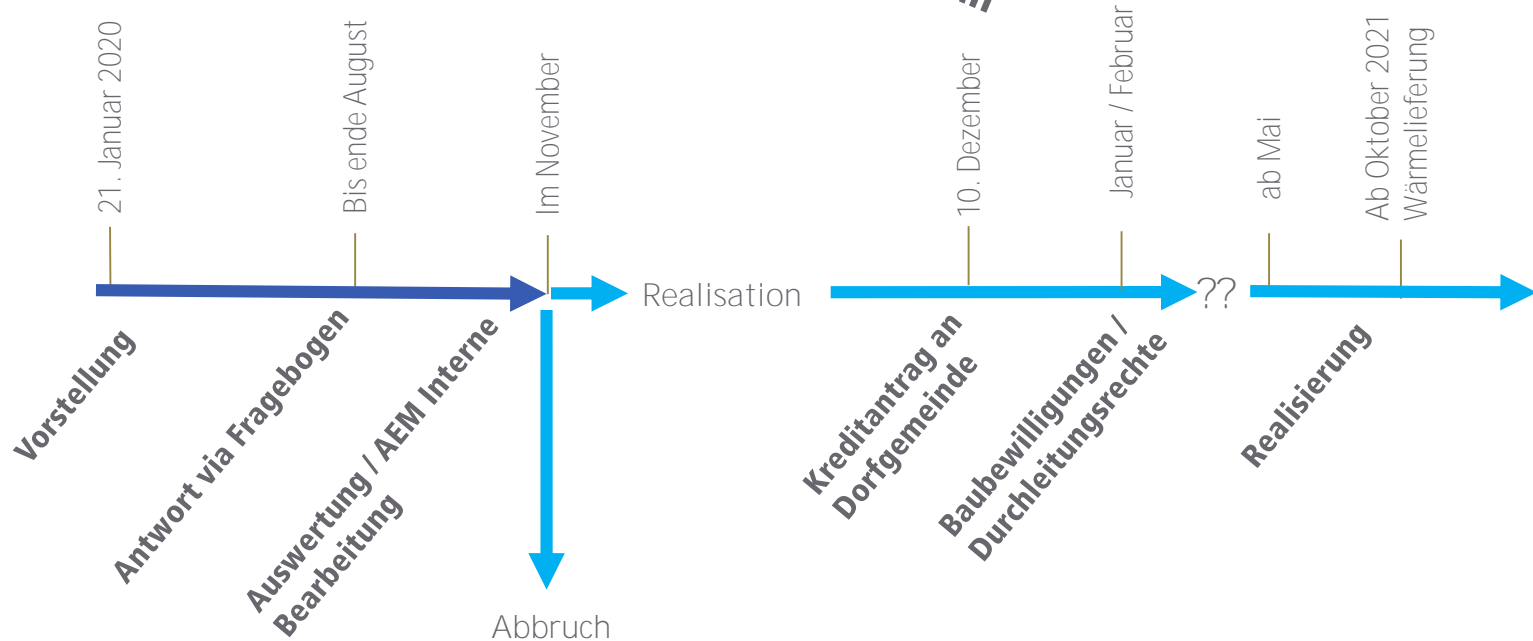 21. Januar 2020
Bis ende August
Im November
10. Dezember
Januar / Februar
ab Mai
Ab Oktober 2021
Wärmelieferung
Realisation
??
Vorstellung
Antwort via Fragebogen
Auswertung / AEM Interne
Bearbeitung
Kreditantrag an
Dorfgemeinde
Baubewilligungen /
Durchleitungsrechte
Realisierung
Abbruch